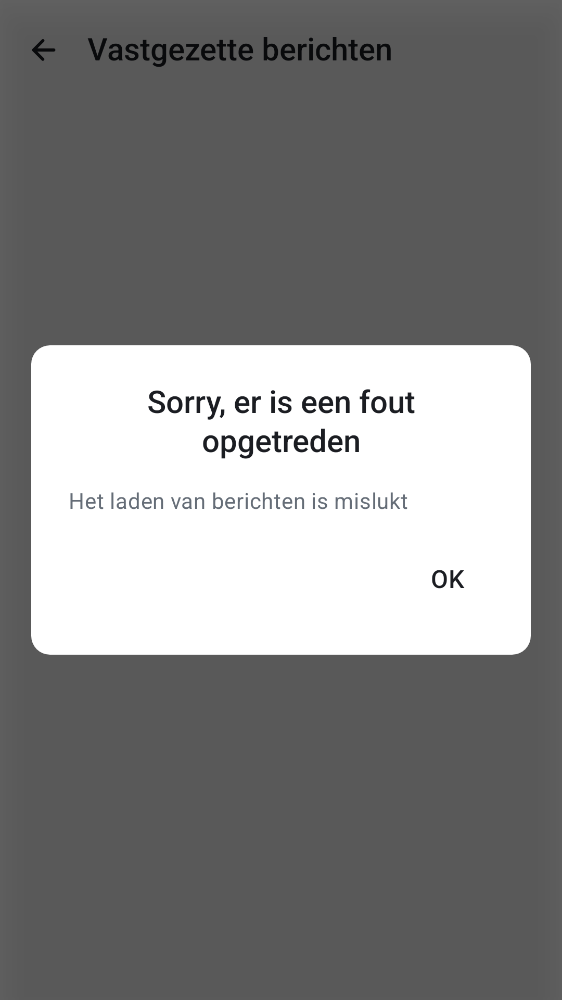 Vastgezette berichten
Sorry, er is een fout
opgetreden
Het laden van berichten is mislukt
OK